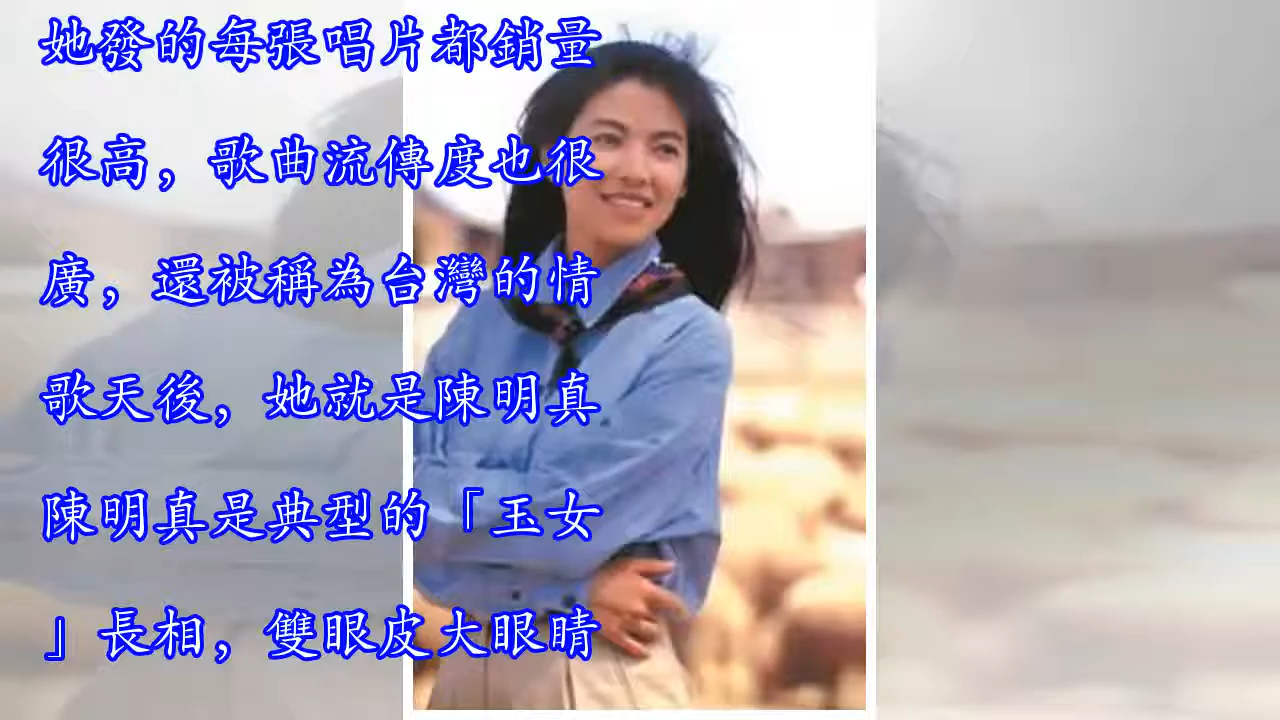 她發的每張唱片都銷量
很高，歌曲流傳度也很
廣，還被稱為台灣的情
歌天後，她就是陳明真
陳明真是典型的「玉女
」長相，雙眼皮大眼睛